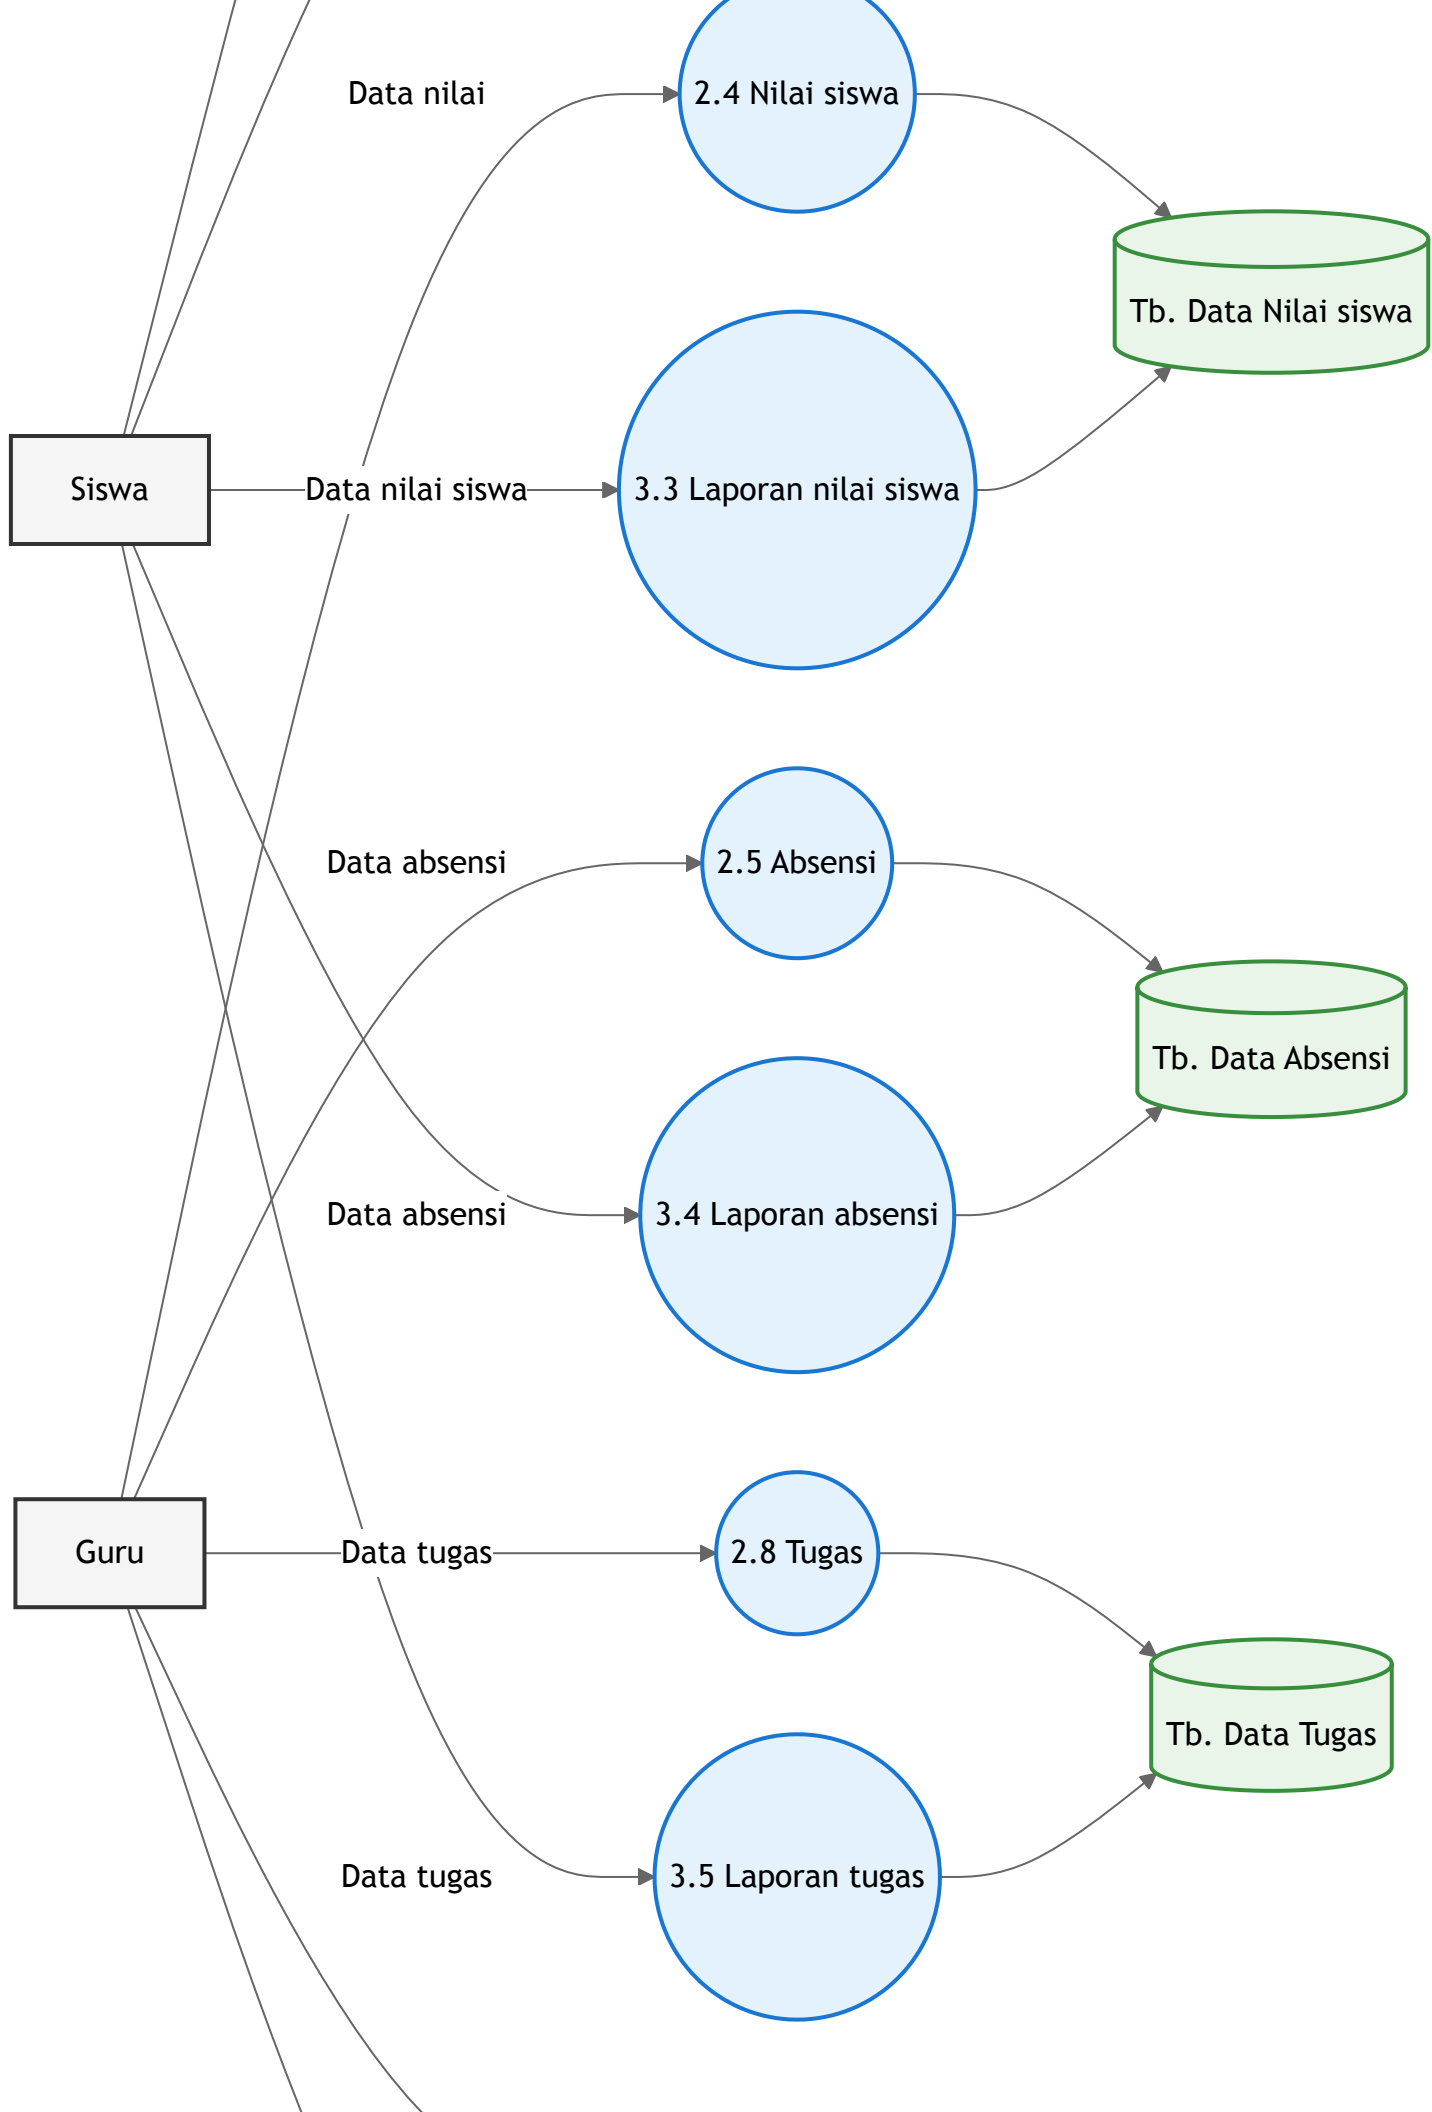 Data nilai
2.4 Nilai siswa
Tb. Data Nilai siswa
Siswa
Data nilai siswa
3.3 Laporan nilai siswa
Data absensi
2.5 Absensi
Tb. Data Absensi
Data absensi
3.4 Laporan absensi
Guru
Data tugas
2.8 Tugas
Tb. Data Tugas
Data tugas
3.5 Laporan tugas